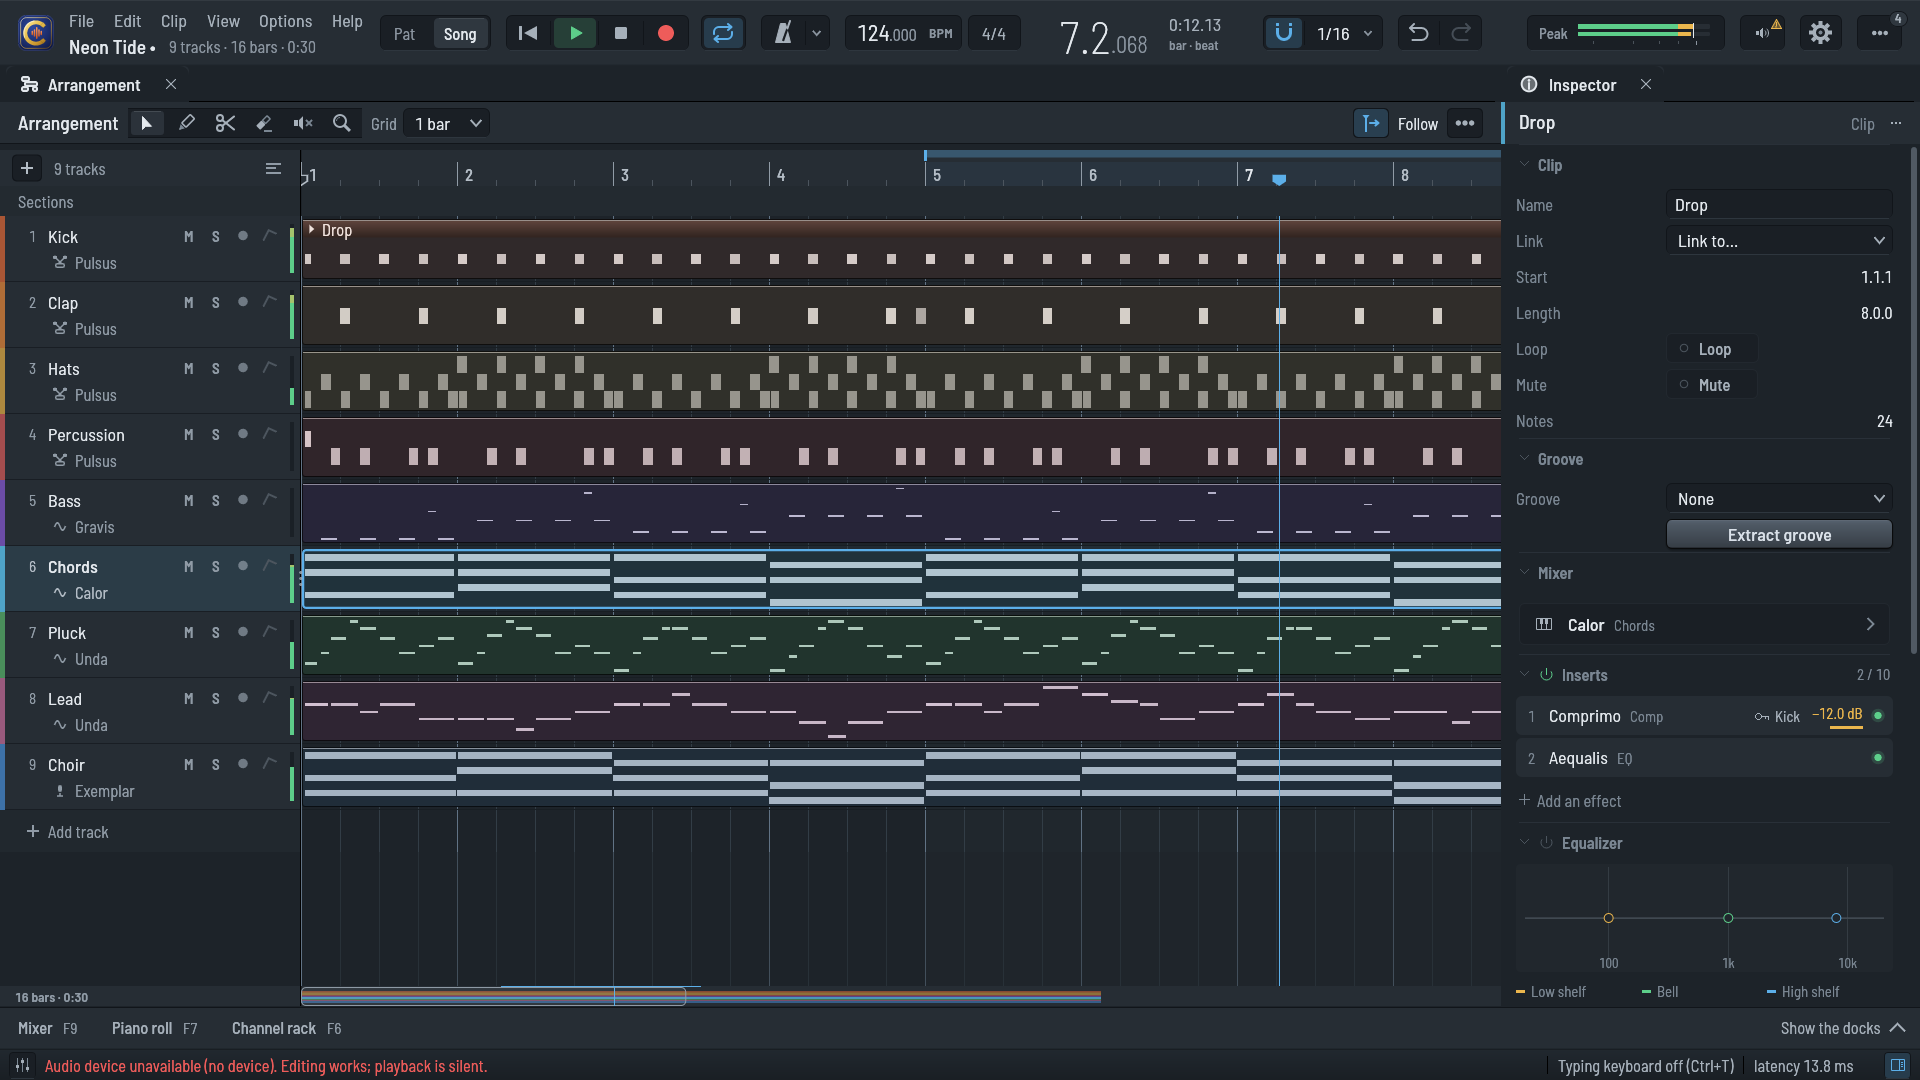 File Edit Clip View Options Help
Neon Tide • 9 tracks · 16 bars · 0:30
Pat Song
124.000 BPM 4/4
7.2.068
0:12.13
bar · beat
1/16
Peak
4
Arrangement
Inspector
Arrangement
Grid 1 bar
Follow
Drop
Clip
9 tracks
1 2 3 4 5 6 7 8
Sections
1 Kick M S
Pulsus
2 Clap M S
Pulsus
3 Hats M S
Pulsus
4 Percussion M S
Pulsus
5 Bass M S
Gravis
6 Chords M S
Calor
7 Pluck M S
Unda
8 Lead M S
Unda
9 Choir M S
Exemplar
Add track
Drop
Clip
Name Drop
Link Link to...
Start 1.1.1
Length 8.0.0
Loop Loop
Mute Mute
Notes 24
Groove
Groove None
Extract groove
Mixer
Calor Chords
Inserts 2 / 10
1 Comprimo Comp Kick −12.0 dB
2 Aequalis EQ
Add an effect
Equalizer
100 1k 10k
Low shelf Bell High shelf
16 bars · 0:30
Mixer F9 Piano roll F7 Channel rack F6
Show the docks
Audio device unavailable (no device). Editing works; playback is silent.
Typing keyboard off (Ctrl+T) latency 13.8 ms